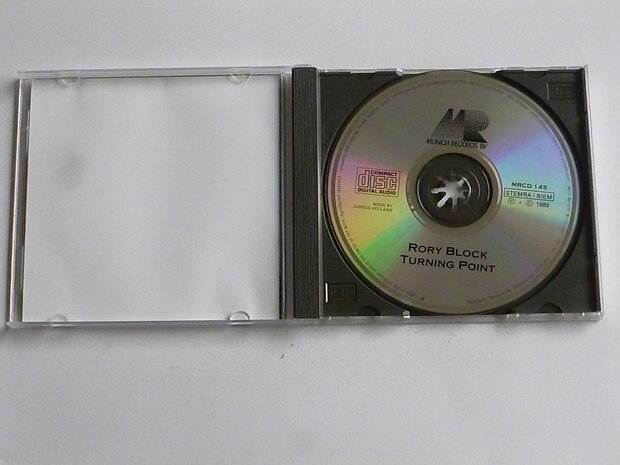 MR
MUNICH RECORDS BV
COMPACT
disc
DIGITAL AUDIO
MADE BY
HOLLAND
MRCD 145
STEMRA / BIEM
Ⓟ - © 1989
RORY BLOCK
TURNING POINT